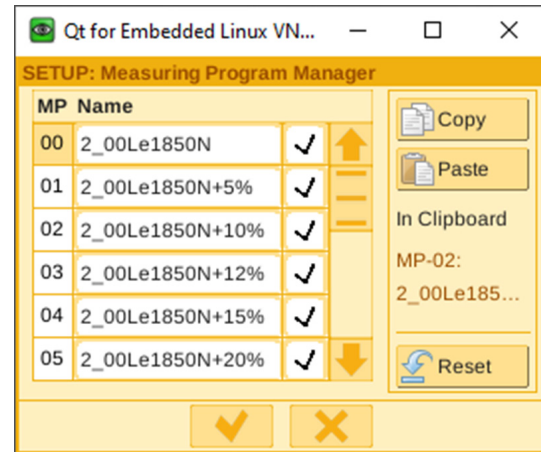 Qt for Embedded Linux VN...
SETUP: Measuring Program Manager
MP Name
00 2_00Le1850N
01 2_00Le1850N+5%
02 2_00Le1850N+10%
03 2_00Le1850N+12%
04 2_00Le1850N+15%
05 2_00Le1850N+20%
Copy
Paste
In Clipboard
MP-02:
2_00Le185...
Reset